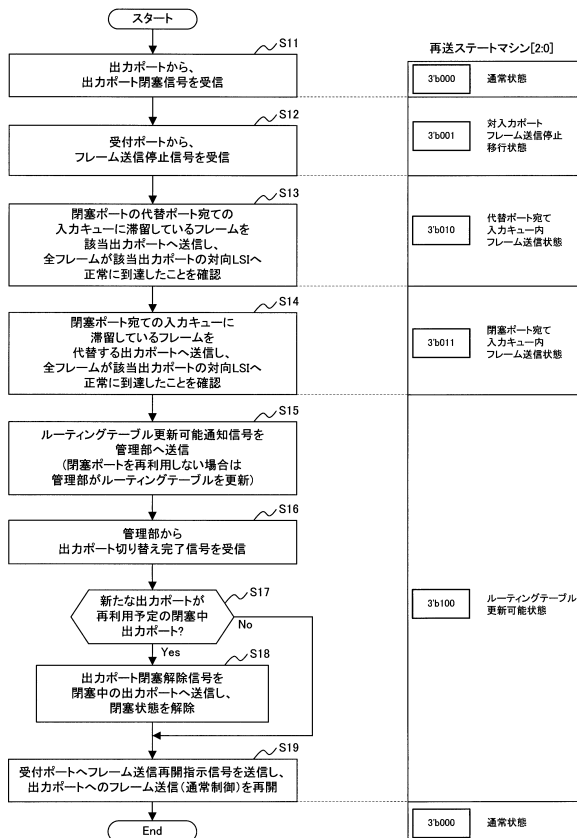 スタート
S11
出力ポートから、
出力ポート閉塞信号を受信
S12
受付ポートから、
フレーム送信停止信号を受信
S13
閉塞ポートの代替ポート宛ての
入力キューに滞留しているフレームを
該当出力ポートへ送信し、
全フレームが該当出力ポートの対向LSIへ
正常に到達したことを確認
S14
閉塞ポート宛ての入力キューに
滞留しているフレームを
代替する出力ポートへ送信し、
全フレームが該当出力ポートの対向LSIへ
正常に到達したことを確認
S15
ルーティングテーブル更新可能通知信号を
管理部へ送信
(閉塞ポートを再利用しない場合は
管理部がルーティングテーブルを更新)
S16
管理部から
出力ポート切り替え完了信号を受信
S17
新たな出力ポートが
再利用予定の閉塞中
出力ポート?
No
Yes
S18
出力ポート閉塞解除信号を
閉塞中の出力ポートへ送信し、
閉塞状態を解除
S19
受付ポートへフレーム送信再開指示信号を送信し、
出力ポートへのフレーム送信(通常制御)を再開
End
再送ステートマシン[2:0]
3'b000
通常状態
3'b001
対入力ポート
フレーム送信停止
移行状態
3'b010
代替ポート宛て
入力キュー内
フレーム送信状態
3'b011
閉塞ポート宛て
入力キュー内
フレーム送信状態
3'b100
ルーティングテーブル
更新可能状態
3'b000
通常状態